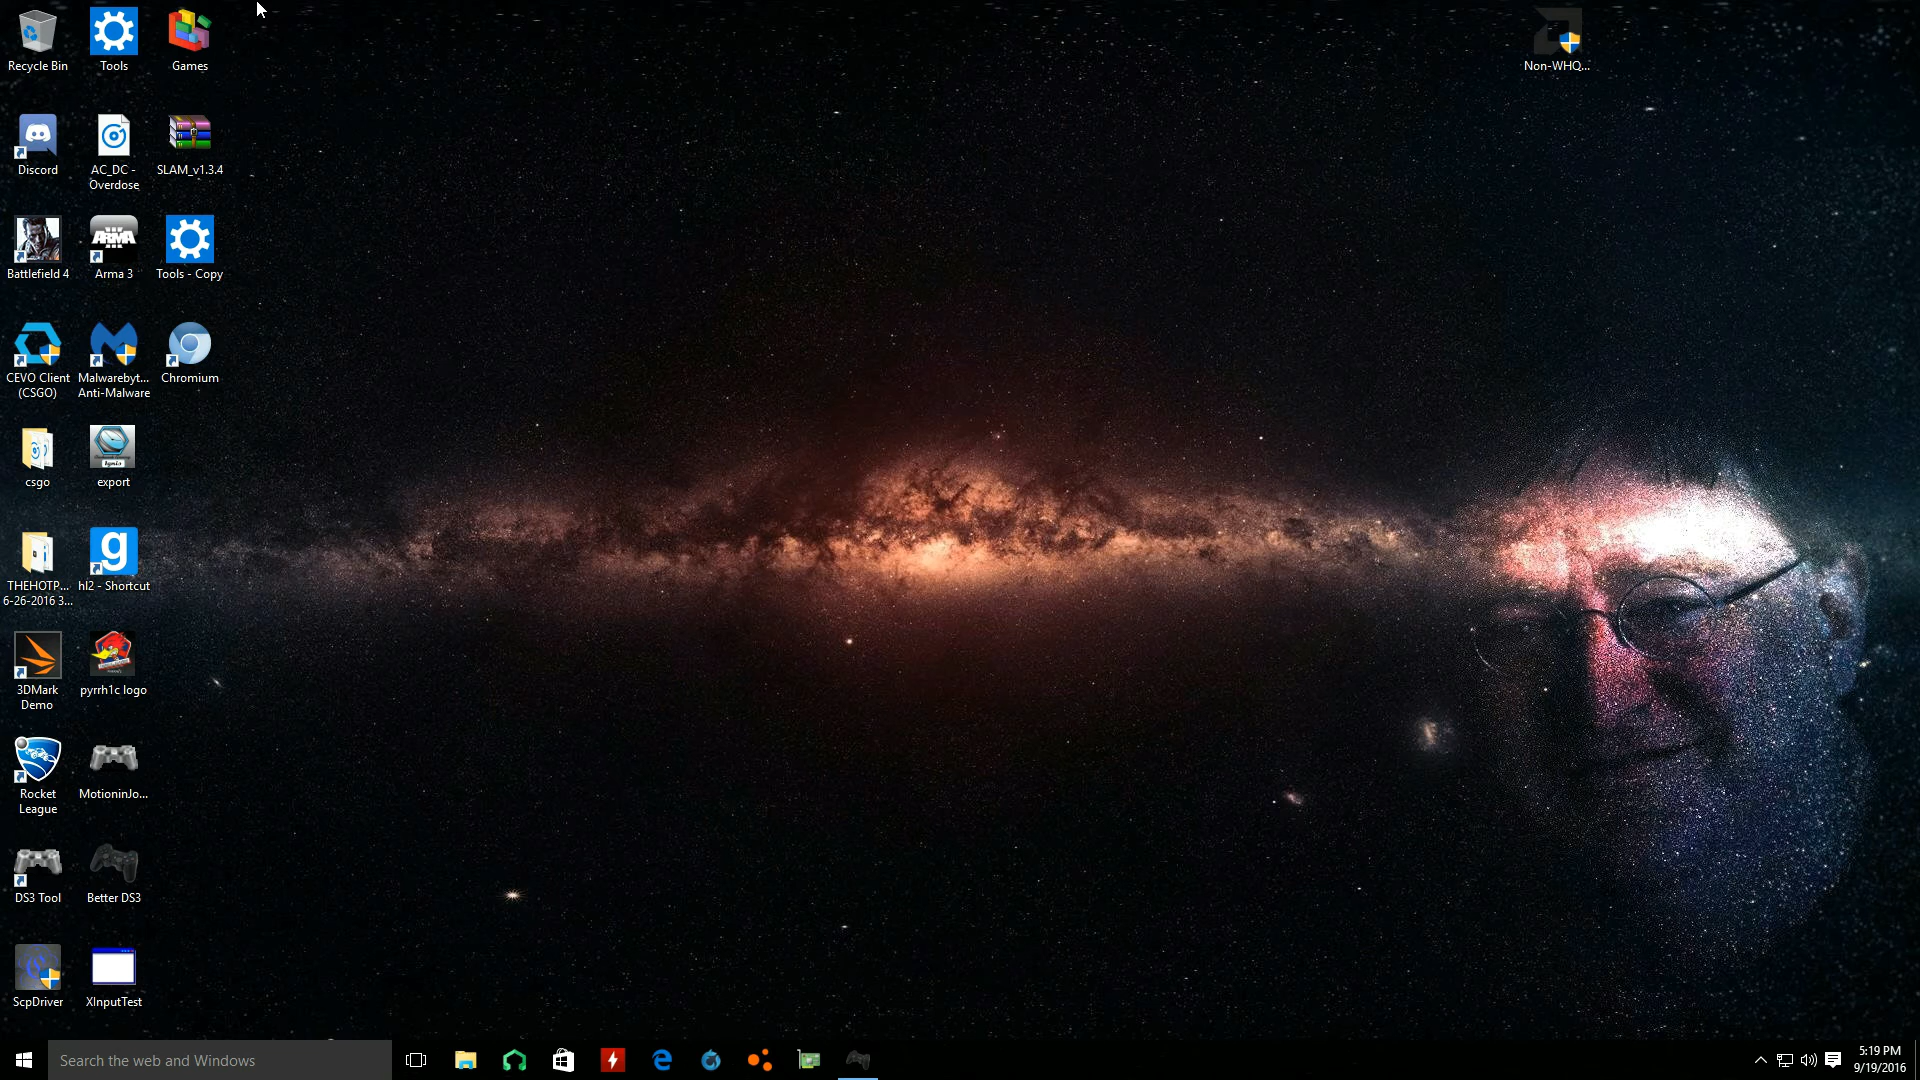 Recycle Bin
Tools
Games
Non-WHQ...
Discord
AC_DC -
Overdose
SLAM_v1.3.4
Battlefield 4
ARMA
III
Arma 3
Tools - Copy
CEVO Client
(CSGO)
Malwarebyt...
Anti-Malware
Chromium
csgo
export
THEHOTP...
6-26-2016 3...
g
hl2 - Shortcut
3DMark
Demo
pyrrh1c logo
Rocket
League
MotioninJo...
DS3 Tool
Better DS3
ScpDriver
XInputTest
Search the web and Windows
5:19 PM
9/19/2016